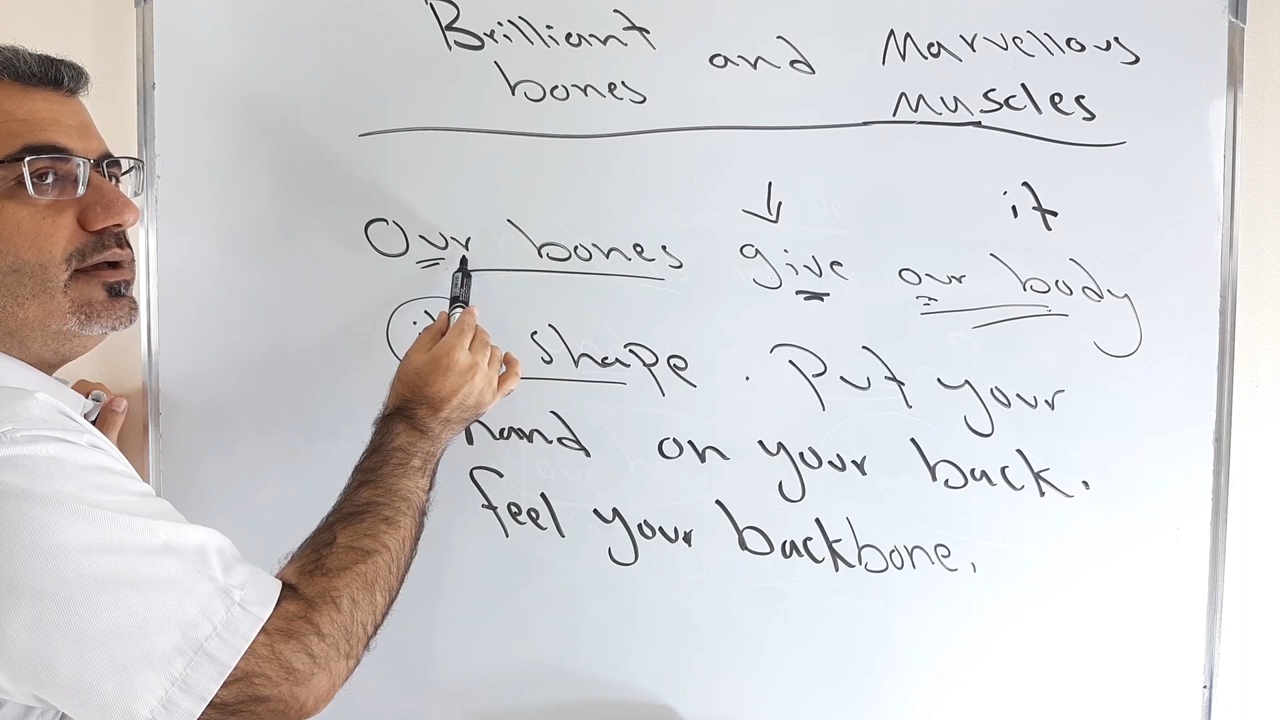 Brilliant and Marvellous
bones muscles
it
Our bones give our body
shape. Put your
hand on your back.
feel your backbone.